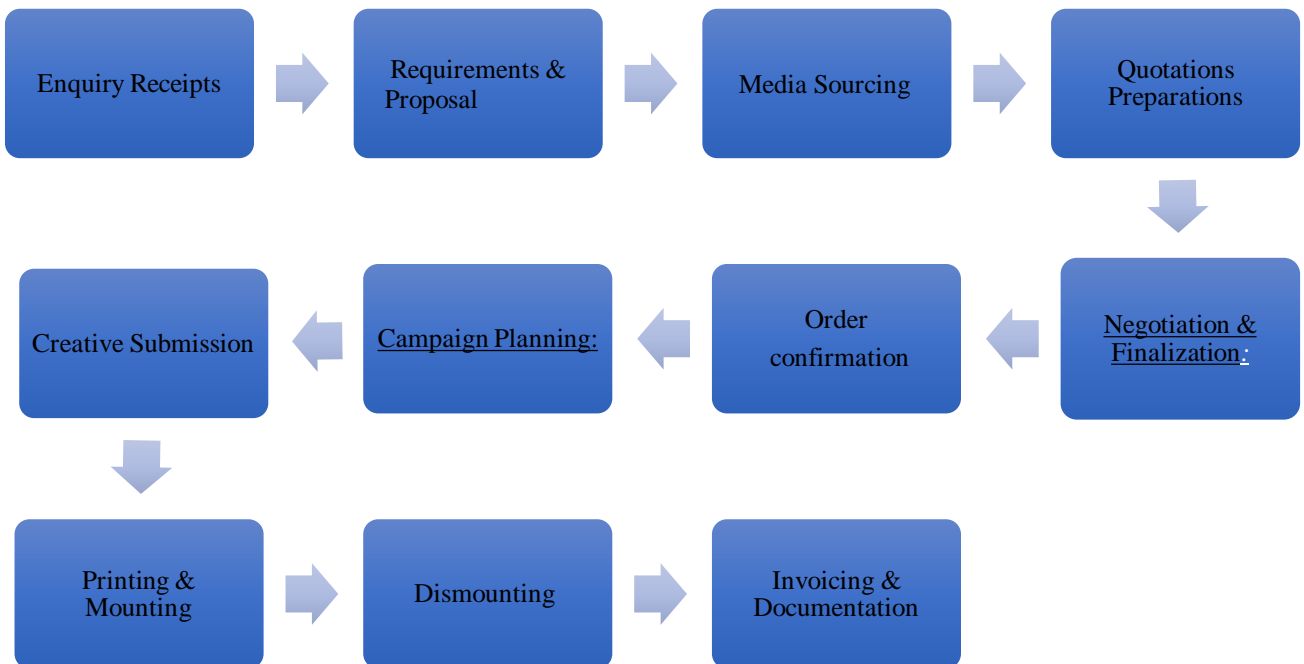 Enquiry Receipts
Requirements &
Proposal
Media Sourcing
Quotations
Preparations
Negotiation &
Finalization:
Order
confirmation
Campaign Planning:
Creative Submission
Printing &
Mounting
Dismounting
Invoicing &
Documentation